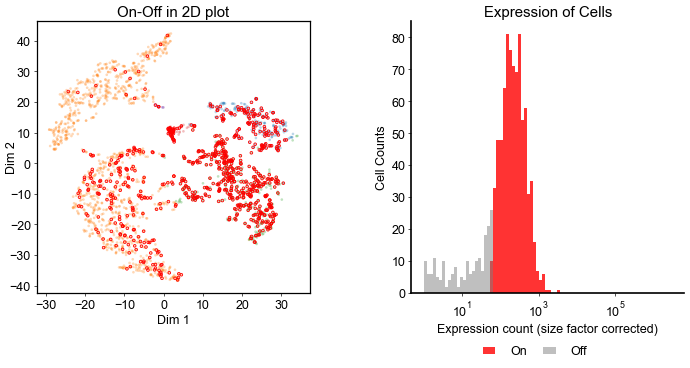 On-Off in 2D plot
Expression of Cells
40
30
20
10
0
−10
−20
−30
−40
Dim 2
−30 −20 −10 0 10 20 30
Dim 1
80
70
60
50
40
30
20
10
0
Cell Counts
10^1 10^3 10^5
Expression count (size factor corrected)
On Off